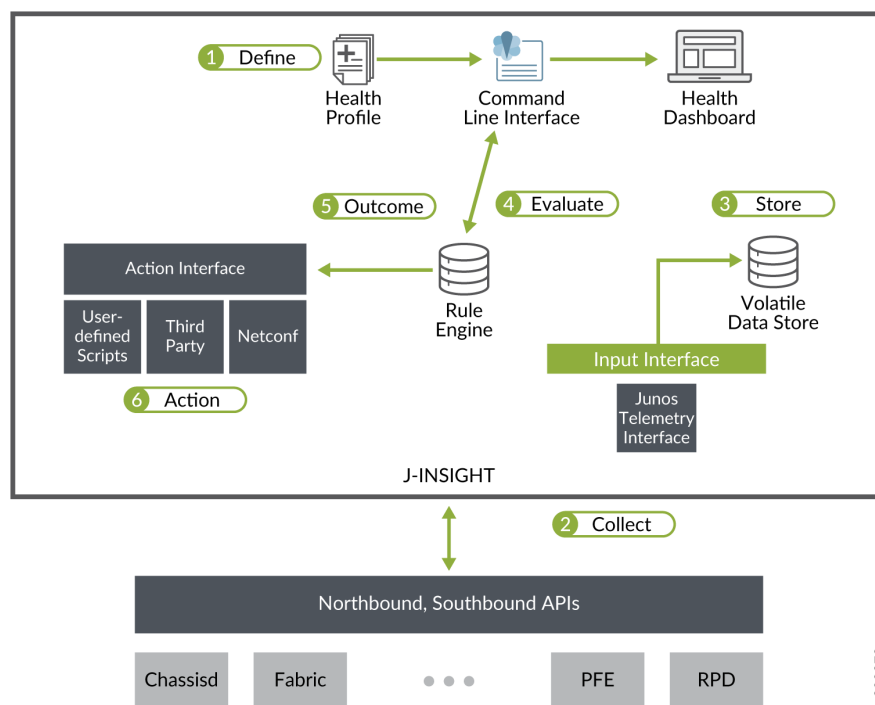 1 Define
Health
Profile
Command
Line Interface
Health
Dashboard
5 Outcome
4 Evaluate
3 Store
Action Interface
User-
defined
Scripts
Third
Party
Netconf
6 Action
Rule
Engine
Volatile
Data Store
Input Interface
Junos
Telemetry
Interface
J-INSIGHT
2 Collect
Northbound, Southbound APIs
Chassisd
Fabric
PFE
RPD